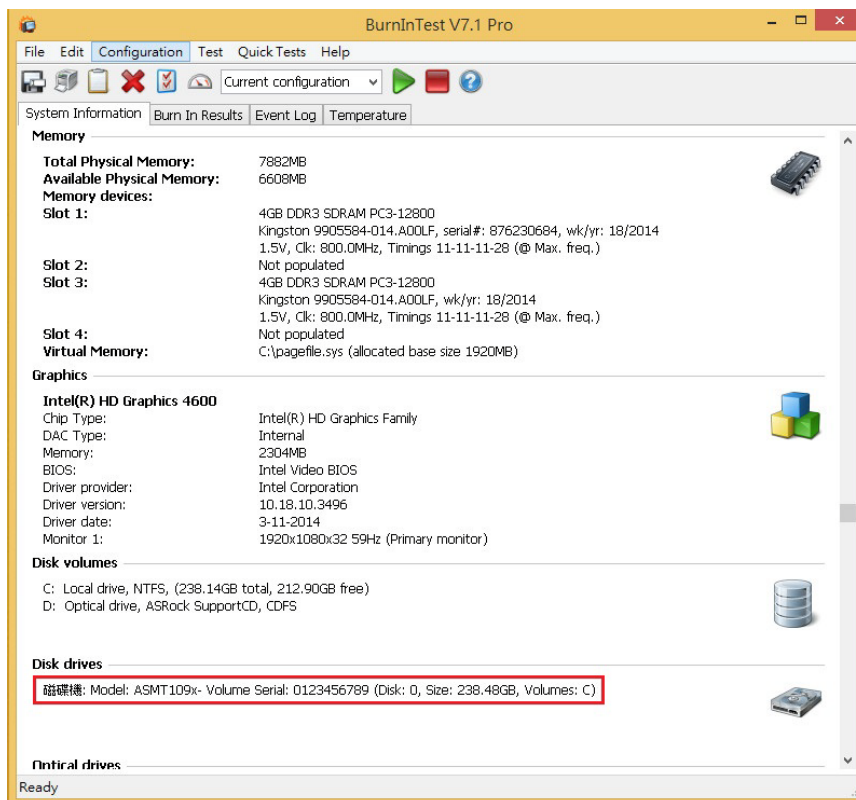 BurnInTest V7.1 Pro
File Edit Configuration Test Quick Tests Help
Current configuration
System Information Burn In Results Event Log Temperature
Memory
Total Physical Memory: 7882MB
Available Physical Memory: 6608MB
Memory devices:
Slot 1: 4GB DDR3 SDRAM PC3-12800
Kingston 9905584-014.A00LF, serial#: 876230684, wk/yr: 18/2014
1.5V, Clk: 800.0MHz, Timings 11-11-11-28 (@ Max. freq.)
Slot 2: Not populated
Slot 3: 4GB DDR3 SDRAM PC3-12800
Kingston 9905584-014.A00LF, wk/yr: 18/2014
1.5V, Clk: 800.0MHz, Timings 11-11-11-28 (@ Max. freq.)
Slot 4: Not populated
Virtual Memory: C:\pagefile.sys (allocated base size 1920MB)
Graphics
Intel(R) HD Graphics 4600
Chip Type: Intel(R) HD Graphics Family
DAC Type: Internal
Memory: 2304MB
BIOS: Intel Video BIOS
Driver provider: Intel Corporation
Driver version: 10.18.10.3496
Driver date: 3-11-2014
Monitor 1: 1920x1080x32 59Hz (Primary monitor)
Disk volumes
C: Local drive, NTFS, (238.14GB total, 212.90GB free)
D: Optical drive, ASRock SupportCD, CDFS
Disk drives
磁碟機: Model: ASMT109x- Volume Serial: 0123456789 (Disk: 0, Size: 238.48GB, Volumes: C)
Optical drives
Ready